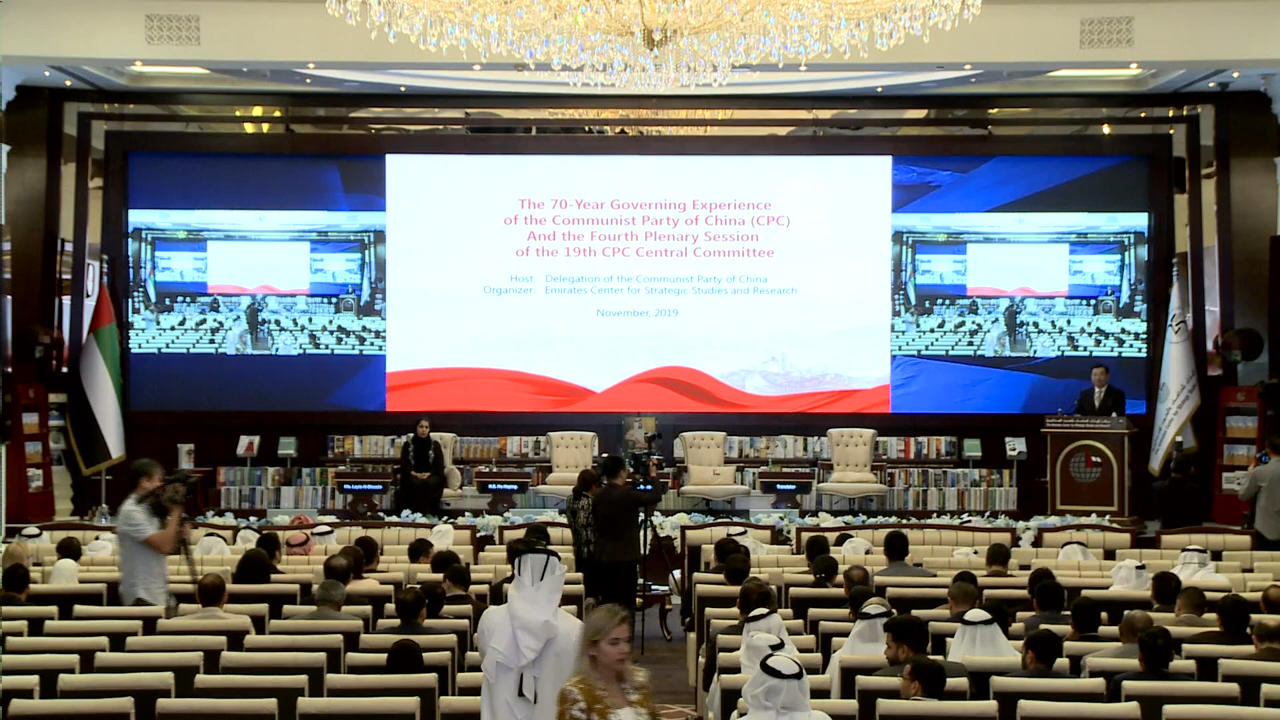 The 70-Year Governing Experience
of the Communist Party of China (CPC)
And the Fourth Plenary Session
of the 19th CPC Central Committee
Host: Delegation of the Communist Party of China
Organizer: Emirates Center for Strategic Studies and Research
November, 2019
Translator